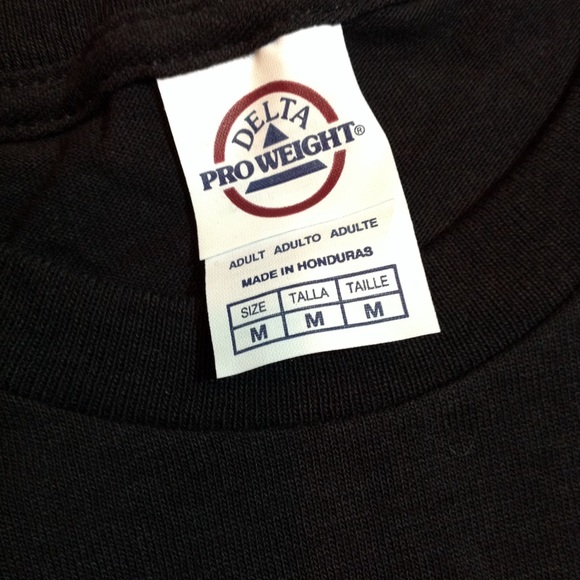 DELTA
PRO WEIGHT®
ADULT ADULTO ADULTE
MADE IN HONDURAS
SIZE TALLA TAILLE
M M M